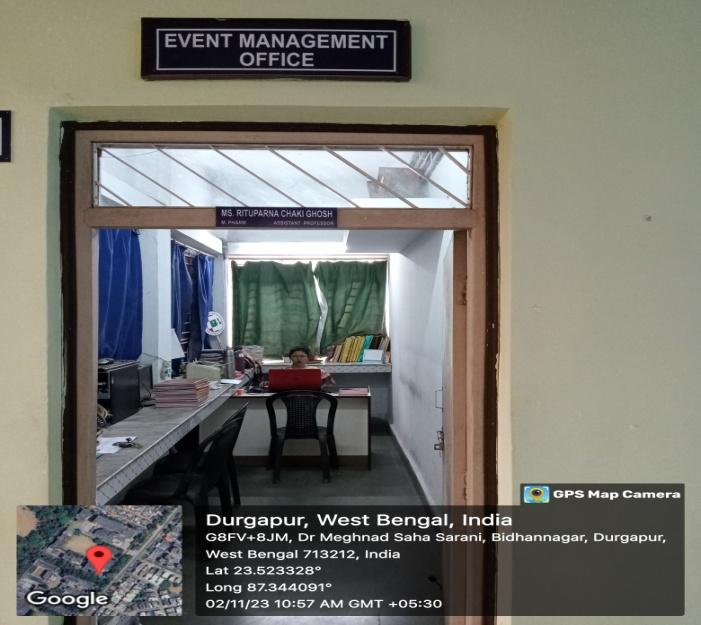 EVENT MANAGEMENT
OFFICE
MS. RITUPARNA CHAKI GHOSH
M. PHARM ASSISTANT PROFESSOR
GPS Map Camera
Durgapur, West Bengal, India
G8FV+8JM, Dr Meghnad Saha Sarani, Bidhannagar, Durgapur,
West Bengal 713212, India
Lat 23.523328°
Long 87.344091°
02/11/23 10:57 AM GMT +05:30
Google